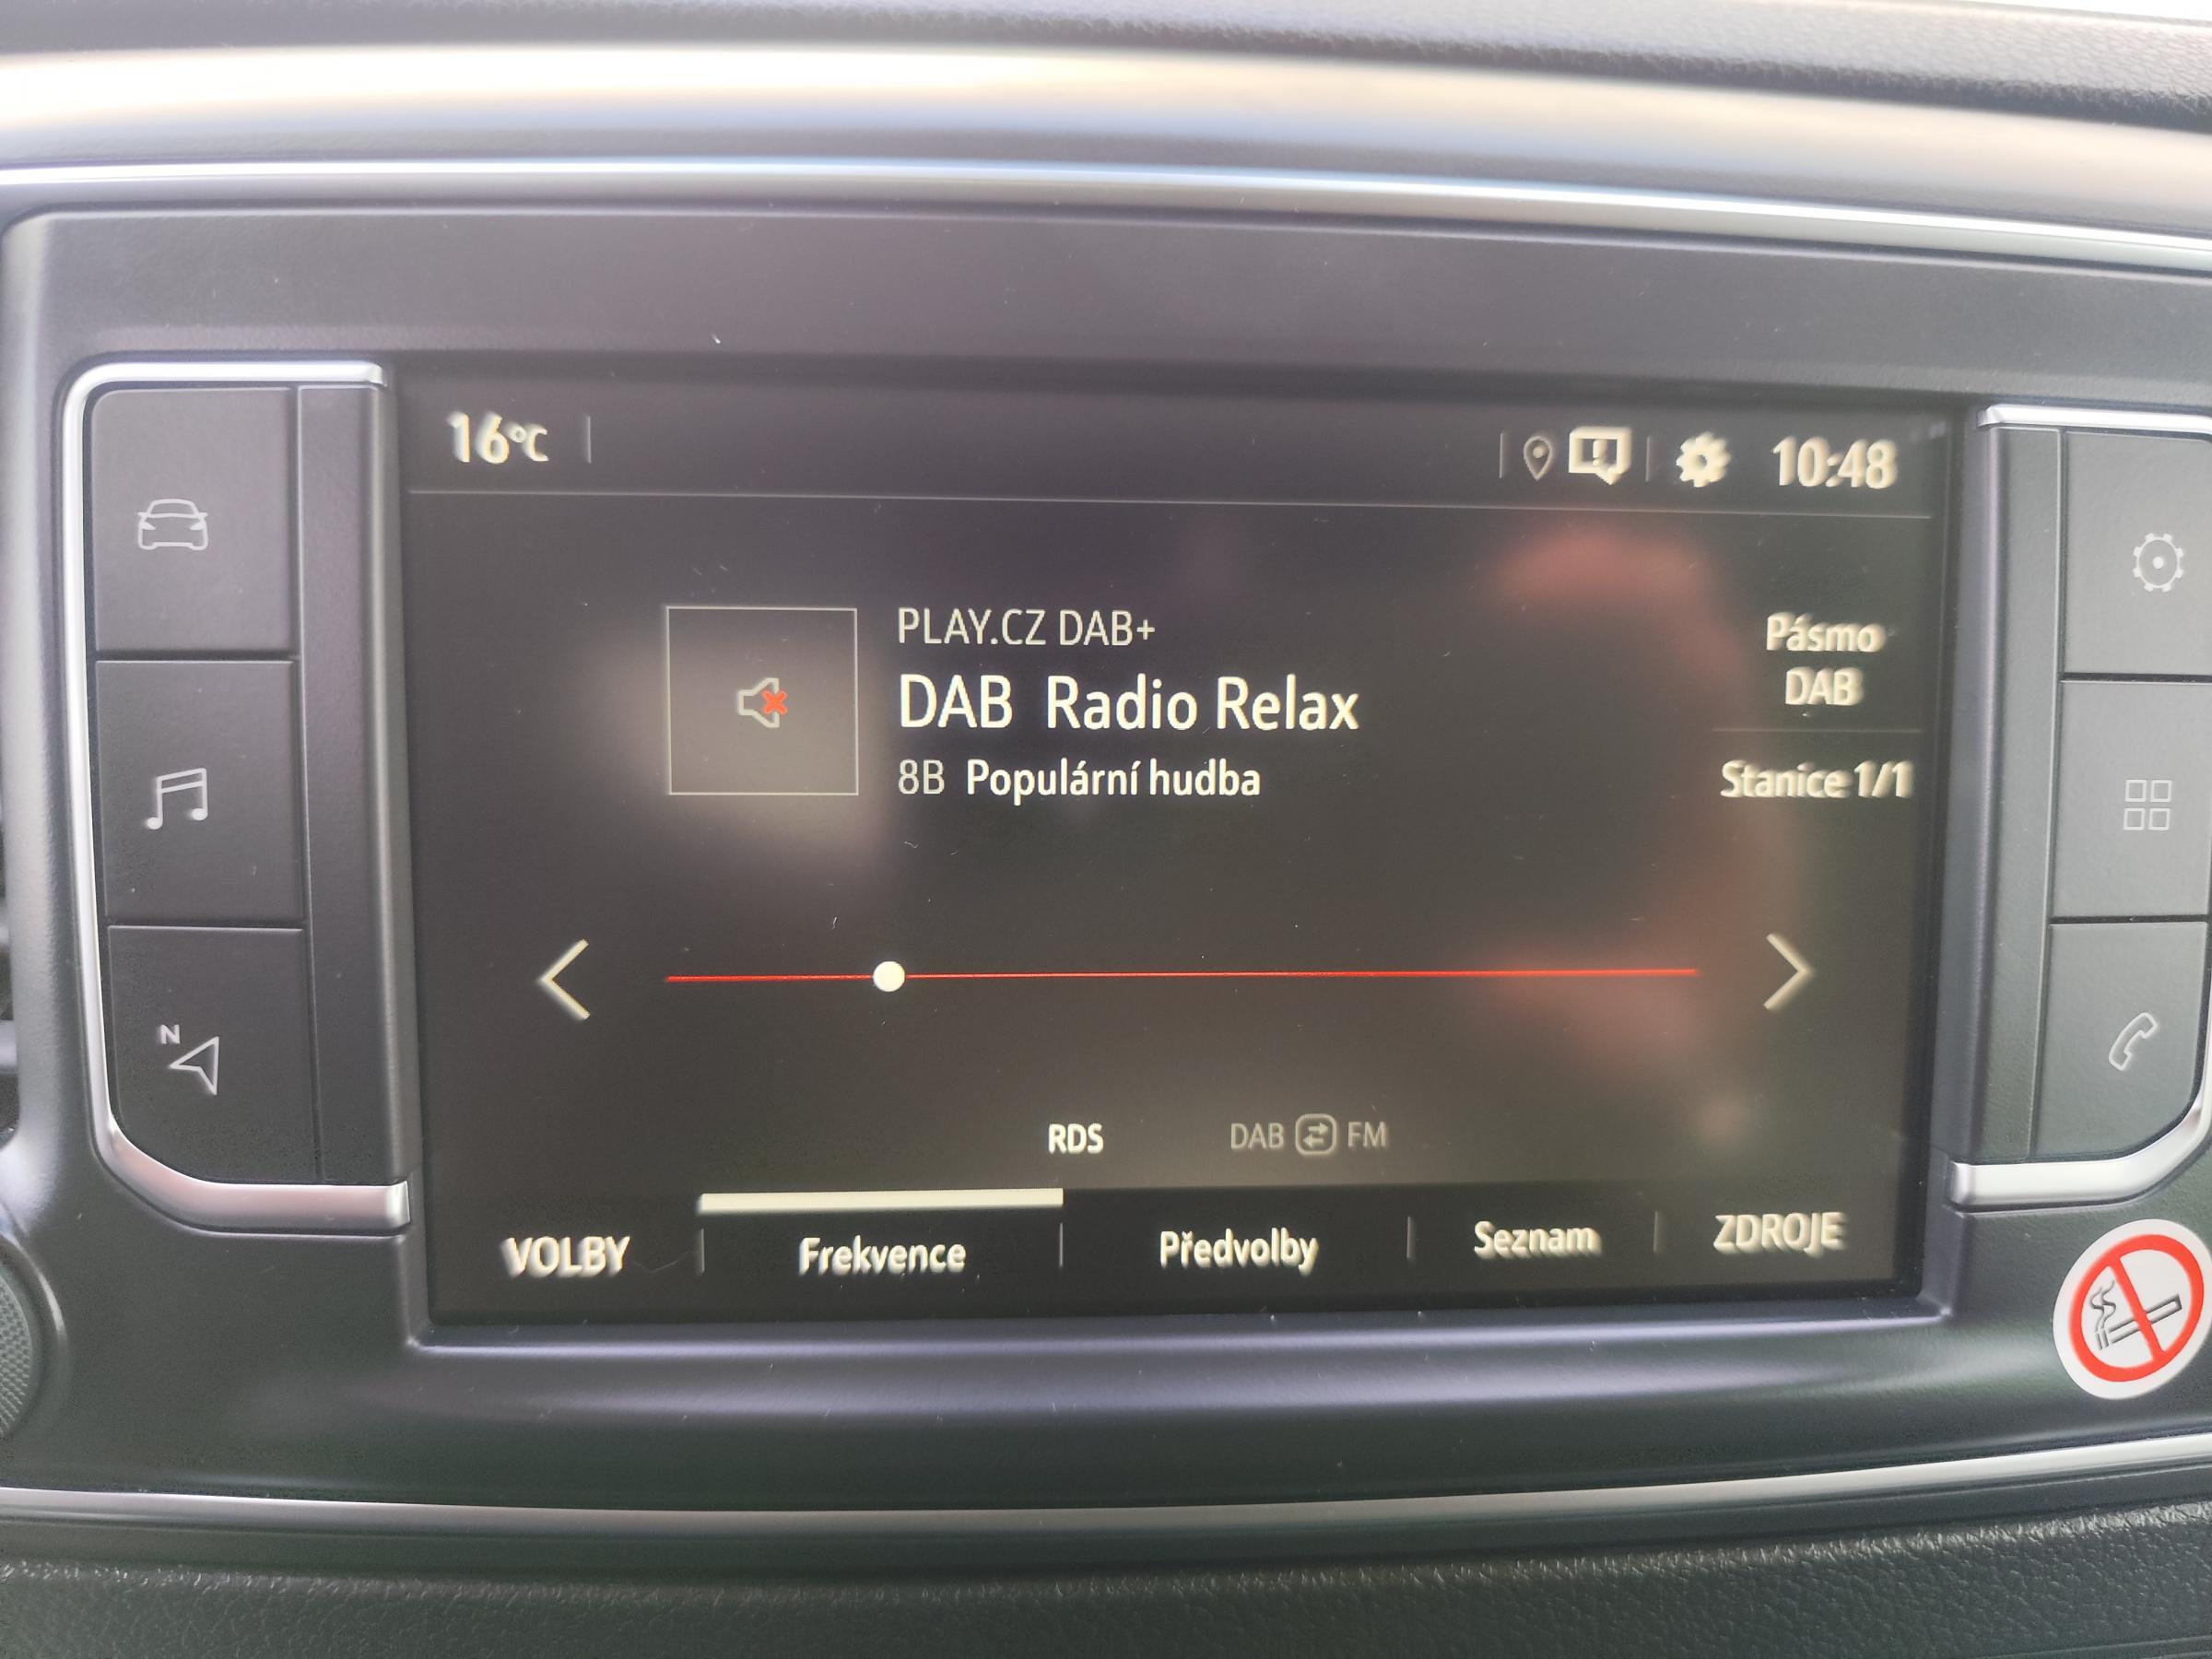 16°C
10:48
PLAY.CZ DAB+
DAB Radio Relax
8B Populární hudba
Pásmo
DAB
Stanice 1/1
N
RDS
DAB FM
VOLBY
Frekvence
Předvolby
Seznam
ZDROJE